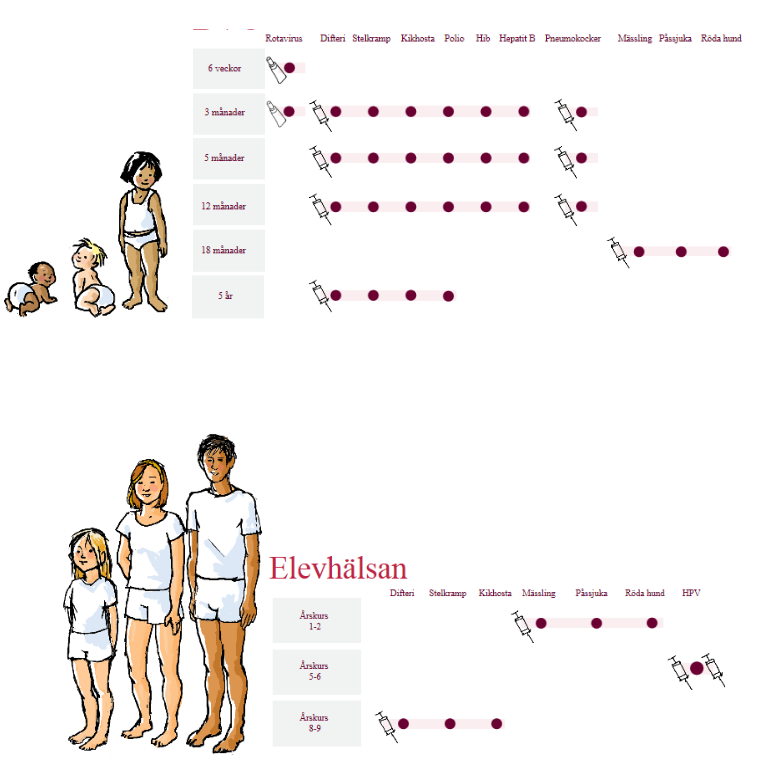 Rotavirus Difteri Stelkramp Kikhosta Polio Hib Hepatit B Pneumokocker Mässling Påssjuka Röda hund
6 veckor
3 månader
5 månader
12 månader
18 månader
5 år
Elevhälsan
Difteri Stelkramp Kikhosta Mässling Påssjuka Röda hund HPV
Årskurs
1-2
Årskurs
5-6
Årskurs
8-9